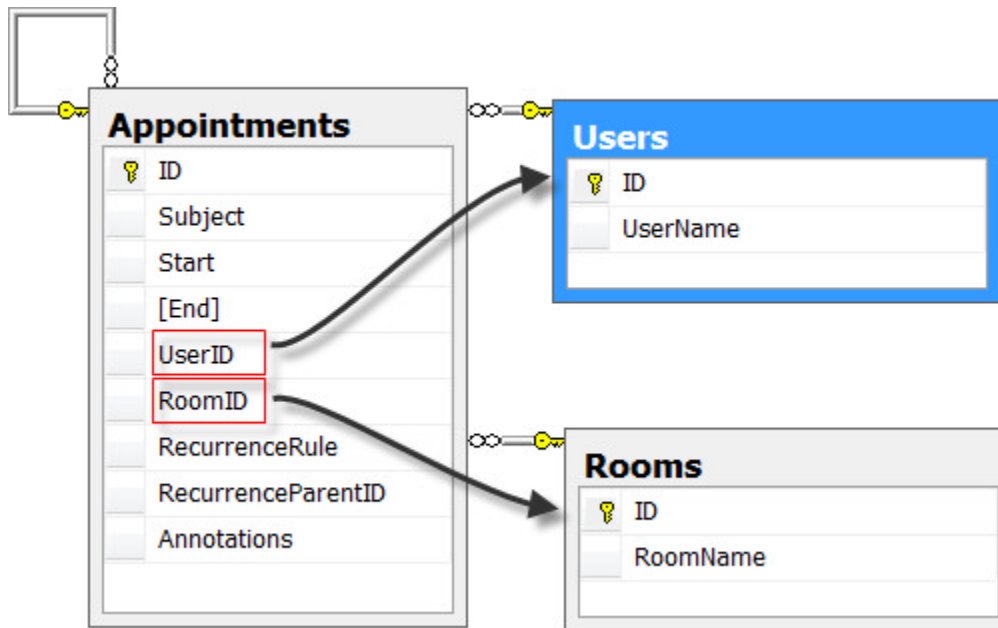 Appointments
ID
Subject
Start
[End]
UserID
RoomID
RecurrenceRule
RecurrenceParentID
Annotations
Users
ID
UserName
Rooms
ID
RoomName